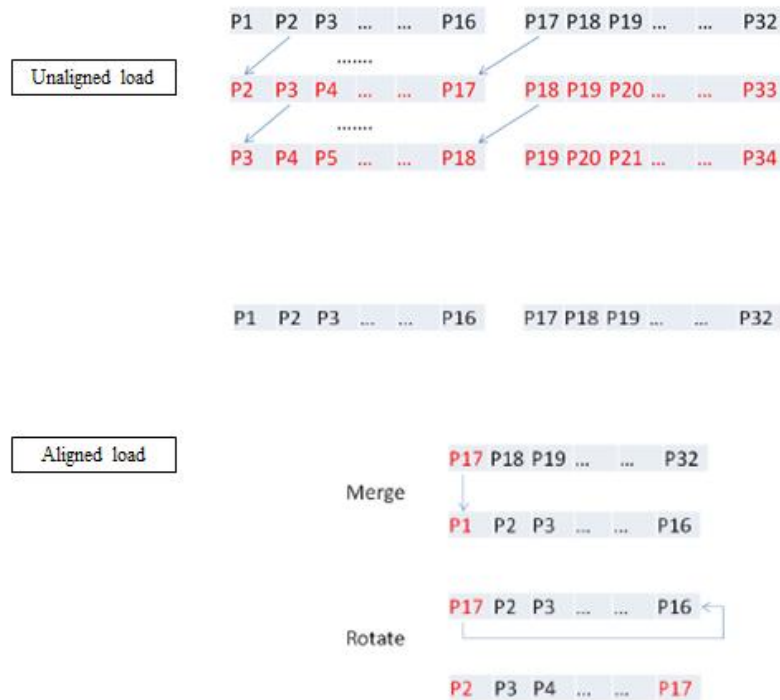 P1 P2 P3 ... ... P16 P17 P18 P19 ... ... P32
.......
Unaligned load
P2 P3 P4 ... ... P17 P18 P19 P20 ... ... P33
.......
P3 P4 P5 ... ... P18 P19 P20 P21 ... ... P34
P1 P2 P3 ... ... P16 P17 P18 P19 ... ... P32
Aligned load
P17 P18 P19 ... ... P32
Merge
P1 P2 P3 ... ... P16
P17 P2 P3 ... ... P16
Rotate
P2 P3 P4 ... ... P17